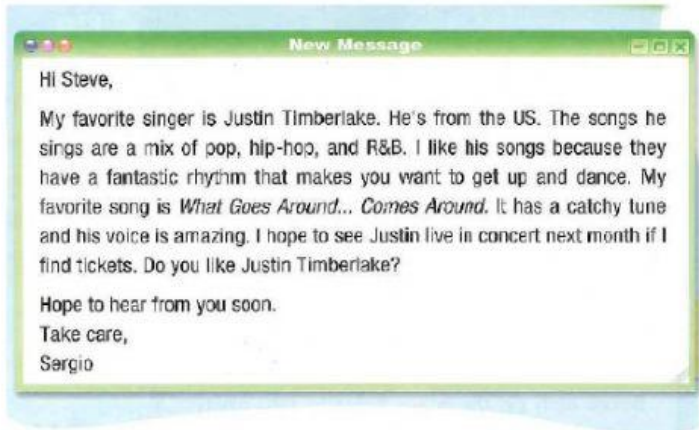 New Message
Hi Steve,
My favorite singer is Justin Timberlake. He's from the US. The songs he
sings are a mix of pop, hip-hop, and R&B. I like his songs because they
have a fantastic rhythm that makes you want to get up and dance. My
favorite song is What Goes Around... Comes Around. It has a catchy tune
and his voice is amazing. I hope to see Justin live in concert next month if I
find tickets. Do you like Justin Timberlake?
Hope to hear from you soon.
Take care,
Sergio